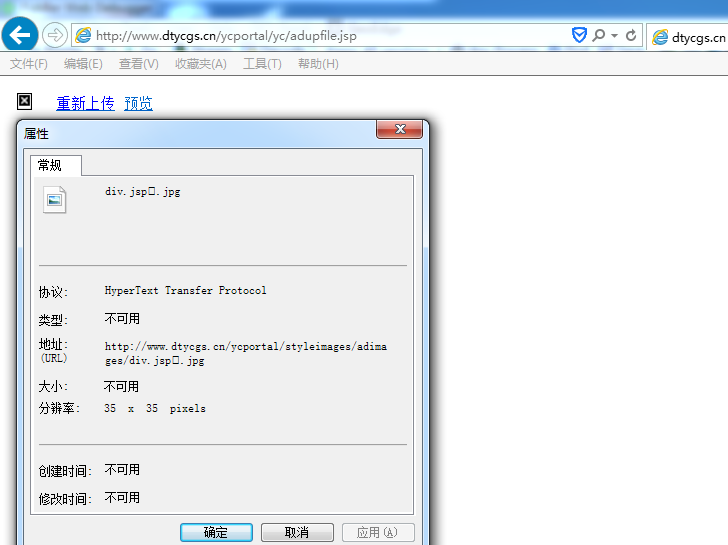 http://www.dtycgs.cn/ycportal/yc/adupfile.jsp
dtycgs.cn
文件(F) 编辑(E) 查看(V) 收藏夹(A) 工具(T) 帮助(H)
重新上传 预览
属性
常规
div.jsp□.jpg
协议: HyperText Transfer Protocol
类型: 不可用
地址: http://www.dtycgs.cn/ycportal/styleimages/adima
(URL) ges/div.jsp□.jpg
大小: 不可用
分辨率: 35 x 35 pixels
创建时间: 不可用
修改时间: 不可用
确定 取消 应用(A)